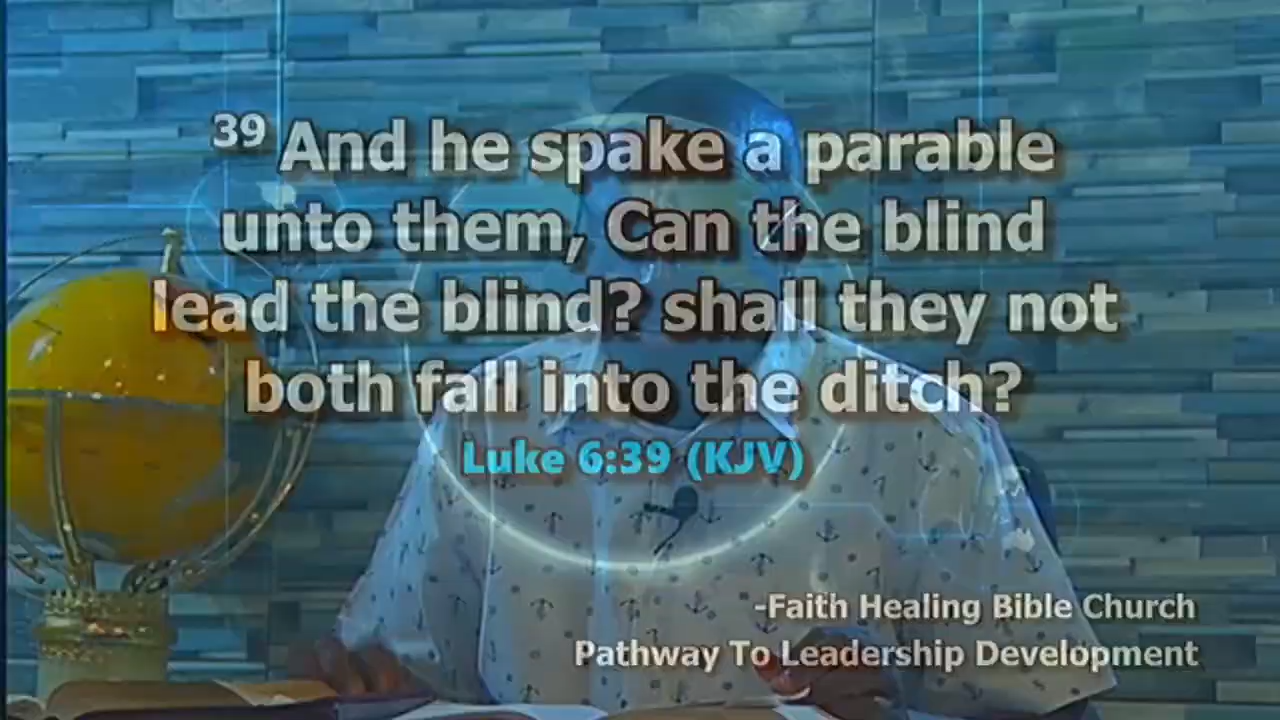 39 And he spake a parable
unto them, Can the blind
lead the blind? shall they not
both fall into the ditch?
Luke 6:39 (KJV)
-Faith Healing Bible Church
Pathway To Leadership Development